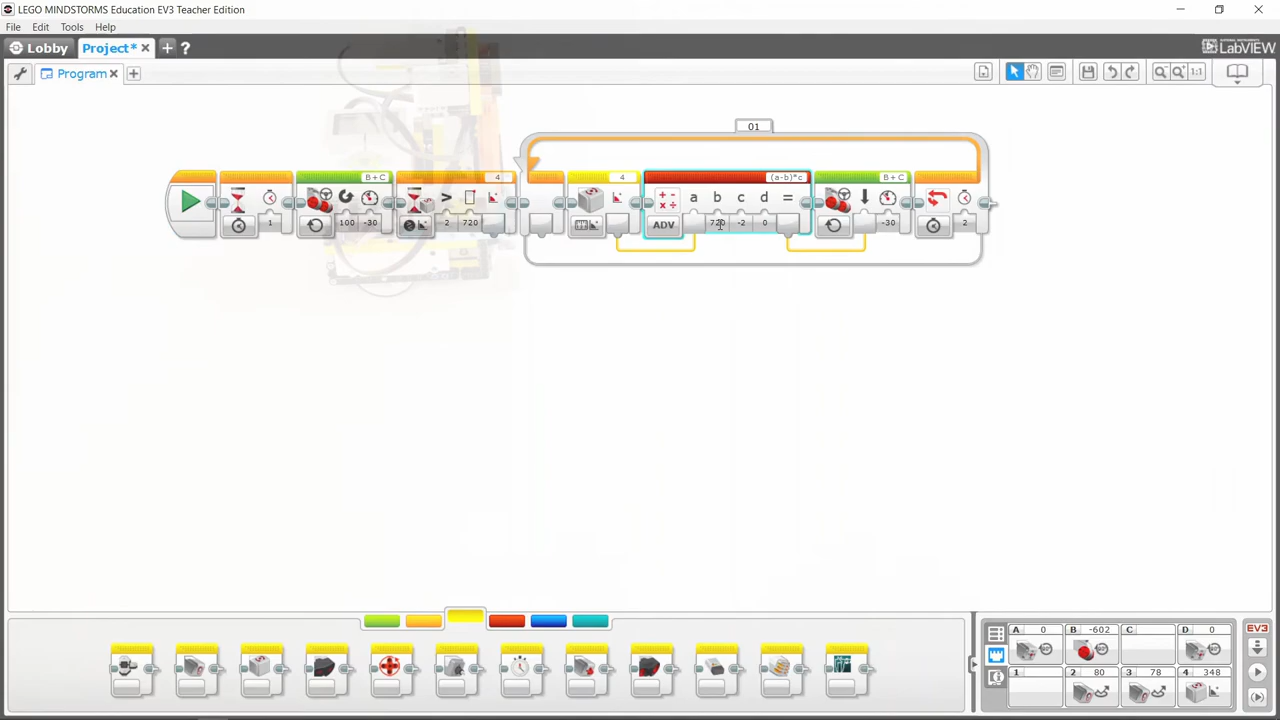 LEGO MINDSTORMS Education EV3 Teacher Edition
File Edit Tools Help
Lobby Project* + ?
LabVIEW
Program
1:1
01
B+C 4 4 (a-b)*c B+C
> a b c d =
1 100 -30 2 720 ADV 720 -2 0 -30 2
A 0 B -602 C D 0 EV3
1 2 80 3 78 4 348